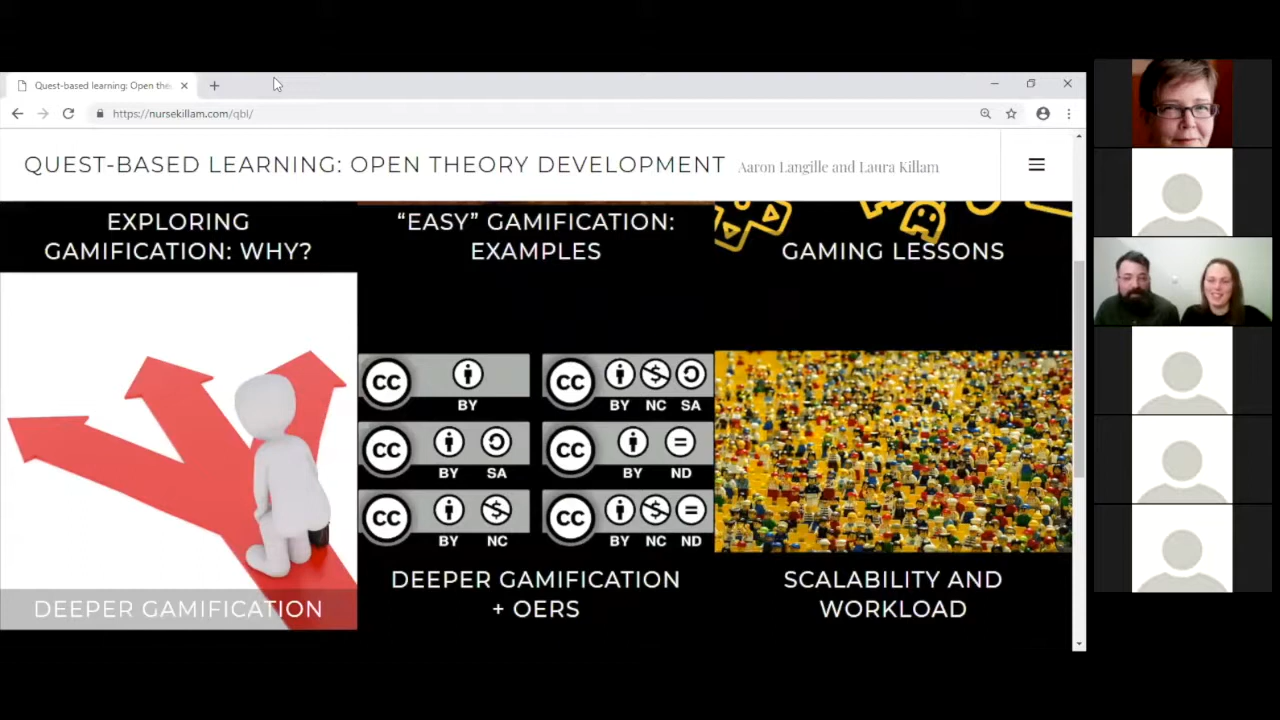 Quest-based learning: Open the
https://nursekillam.com/qbl/
QUEST-BASED LEARNING: OPEN THEORY DEVELOPMENT Aaron Langille and Laura Killam
EXPLORING
GAMIFICATION: WHY?
“EASY” GAMIFICATION:
EXAMPLES
GAMING LESSONS
CC BY
CC BY NC SA
CC BY SA
CC BY ND
CC BY NC
CC BY NC ND
DEEPER GAMIFICATION
DEEPER GAMIFICATION
+ OERS
SCALABILITY AND
WORKLOAD